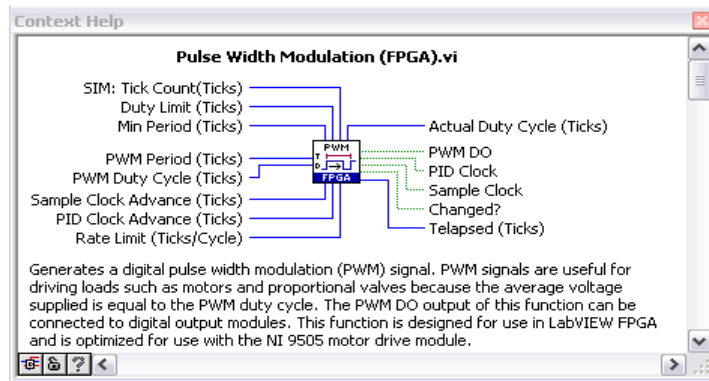 Context Help
Pulse Width Modulation (FPGA).vi
SIM: Tick Count(Ticks)
Duty Limit (Ticks)
Min Period (Ticks)
PWM Period (Ticks)
PWM Duty Cycle (Ticks)
Sample Clock Advance (Ticks)
PID Clock Advance (Ticks)
Rate Limit (Ticks/Cycle)
PWM
T
D
FPGA
Actual Duty Cycle (Ticks)
PWM DO
PID Clock
Sample Clock
Changed?
Telapsed (Ticks)
Generates a digital pulse width modulation (PWM) signal. PWM signals are useful for
driving loads such as motors and proportional valves because the average voltage
supplied is equal to the PWM duty cycle. The PWM DO output of this function can be
connected to digital output modules. This function is designed for use in LabVIEW FPGA
and is optimized for use with the NI 9505 motor drive module.
?